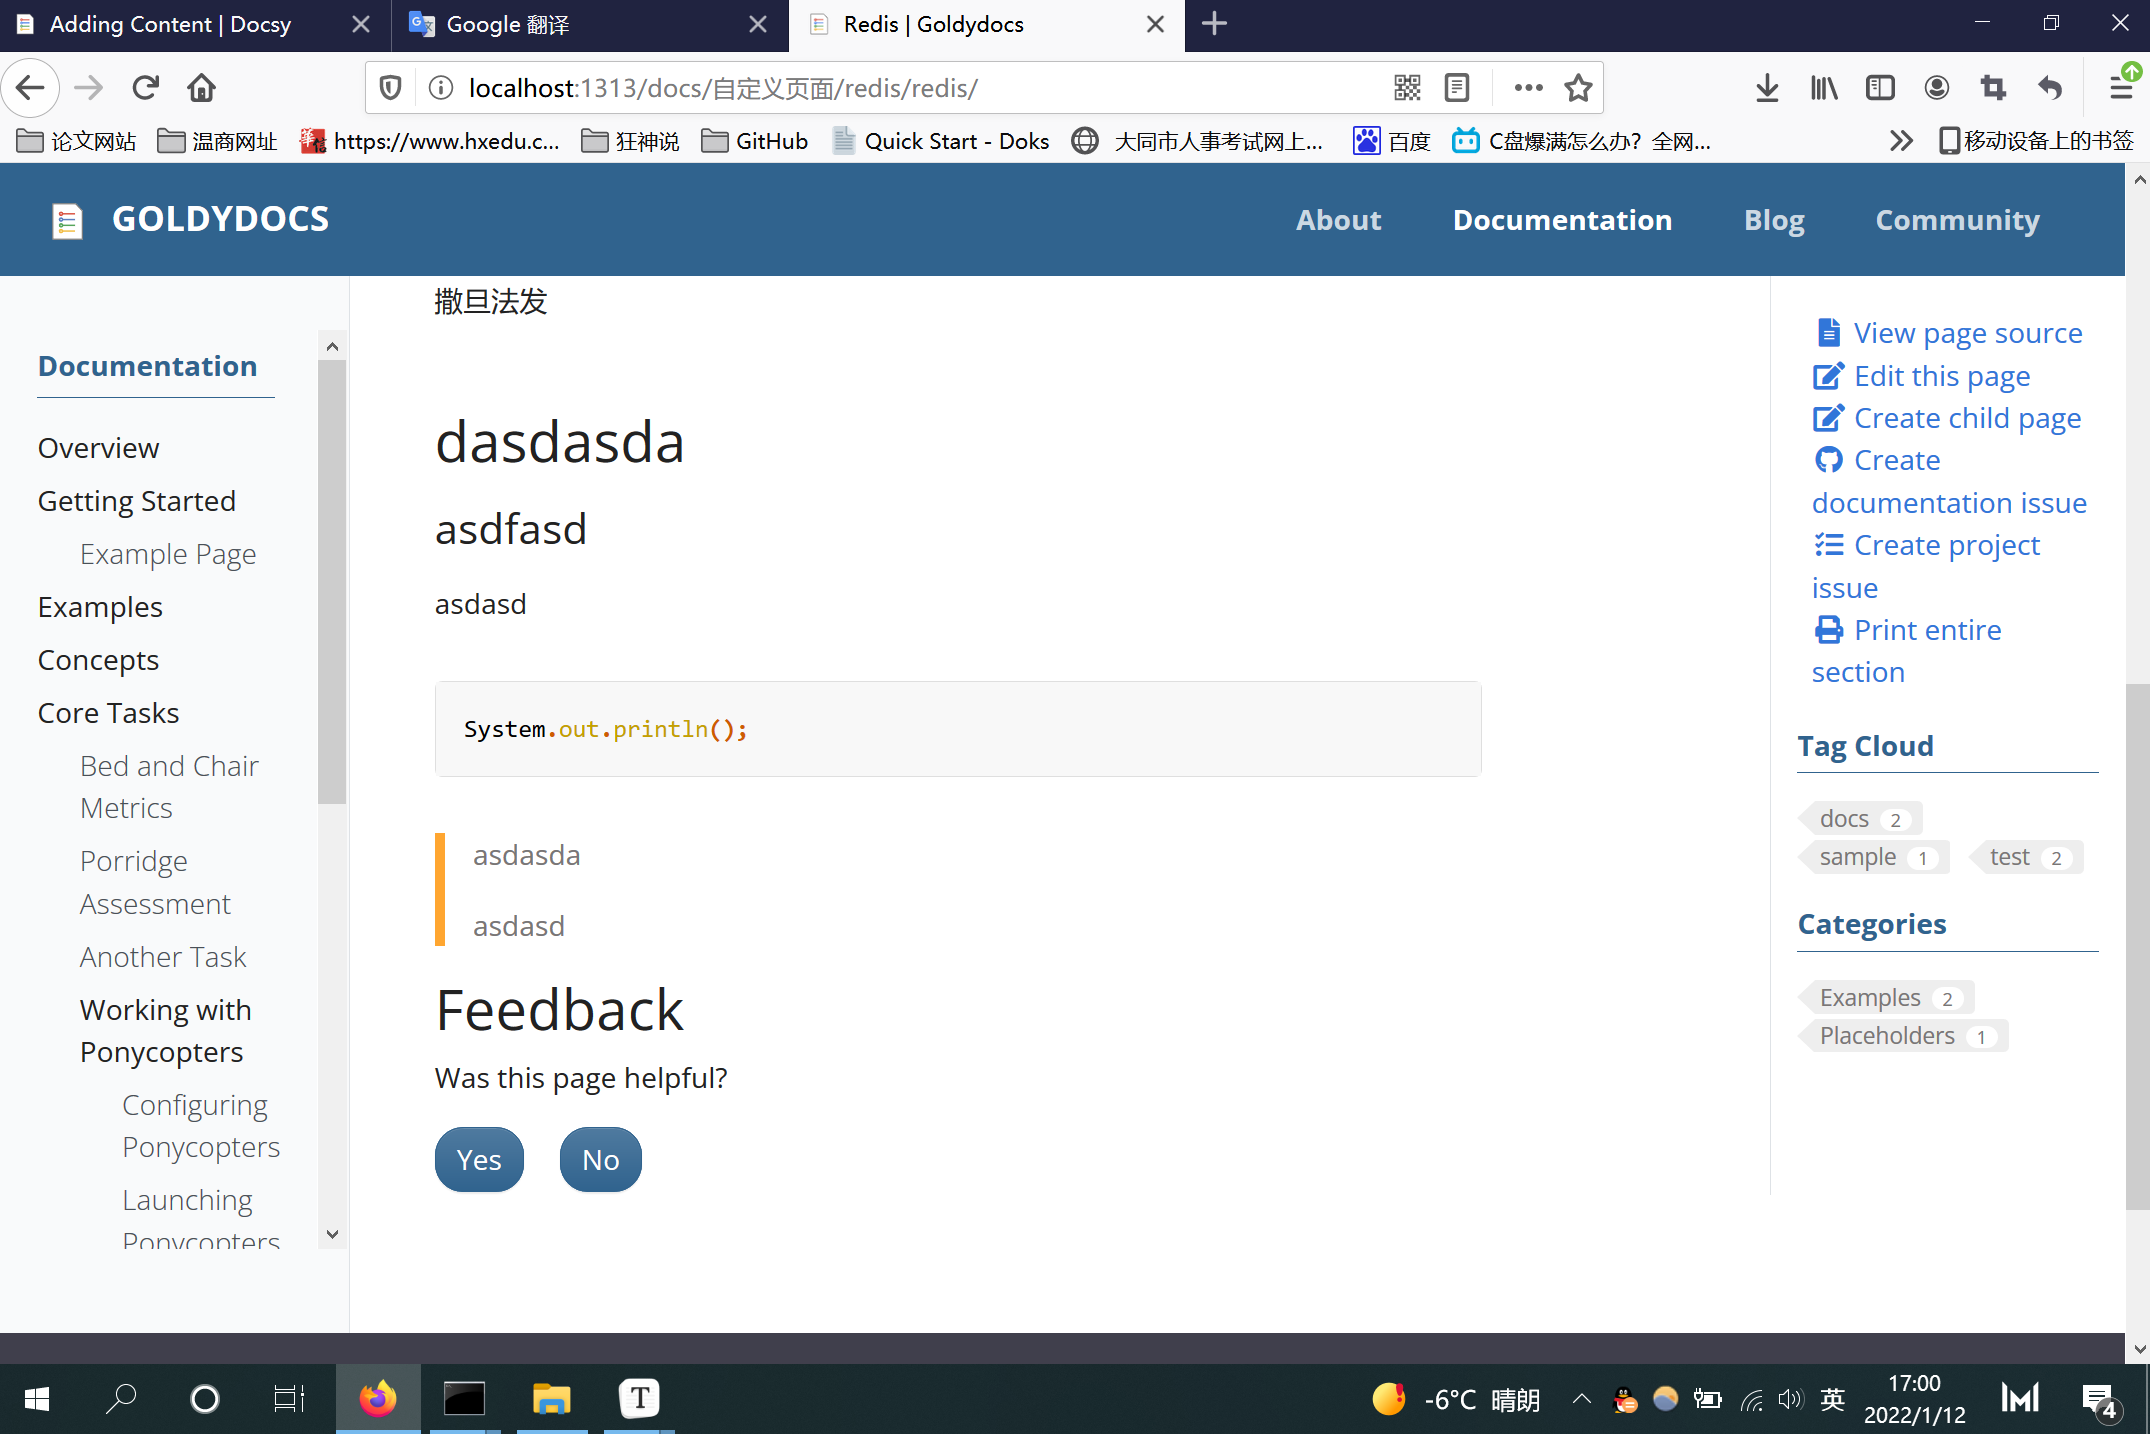 Adding Content | Docsy
Google 翻译
Redis | Goldydocs
localhost:1313/docs/自定义页面/redis/redis/
论文网站
温商网址
https://www.hxedu.c...
狂神说
GitHub
Quick Start - Doks
大同市人事考试网上...
百度
C盘爆满怎么办? 全网...
移动设备上的书签
GOLDYDOCS
About
Documentation
Blog
Community
Documentation
Overview
Getting Started
Example Page
Examples
Concepts
Core Tasks
Bed and Chair
Metrics
Porridge
Assessment
Another Task
Working with
Ponycopters
Configuring
Ponycopters
Launching
Ponycopters
撒旦法发
dasdasda
asdfasd
asdasd
System.out.println();
asdasda
asdasd
Feedback
Was this page helpful?
Yes
No
View page source
Edit this page
Create child page
Create
documentation issue
Create project
issue
Print entire
section
Tag Cloud
docs 2
sample 1
test 2
Categories
Examples 2
Placeholders 1
-6°C 晴朗
英
17:00
2022/1/12
4